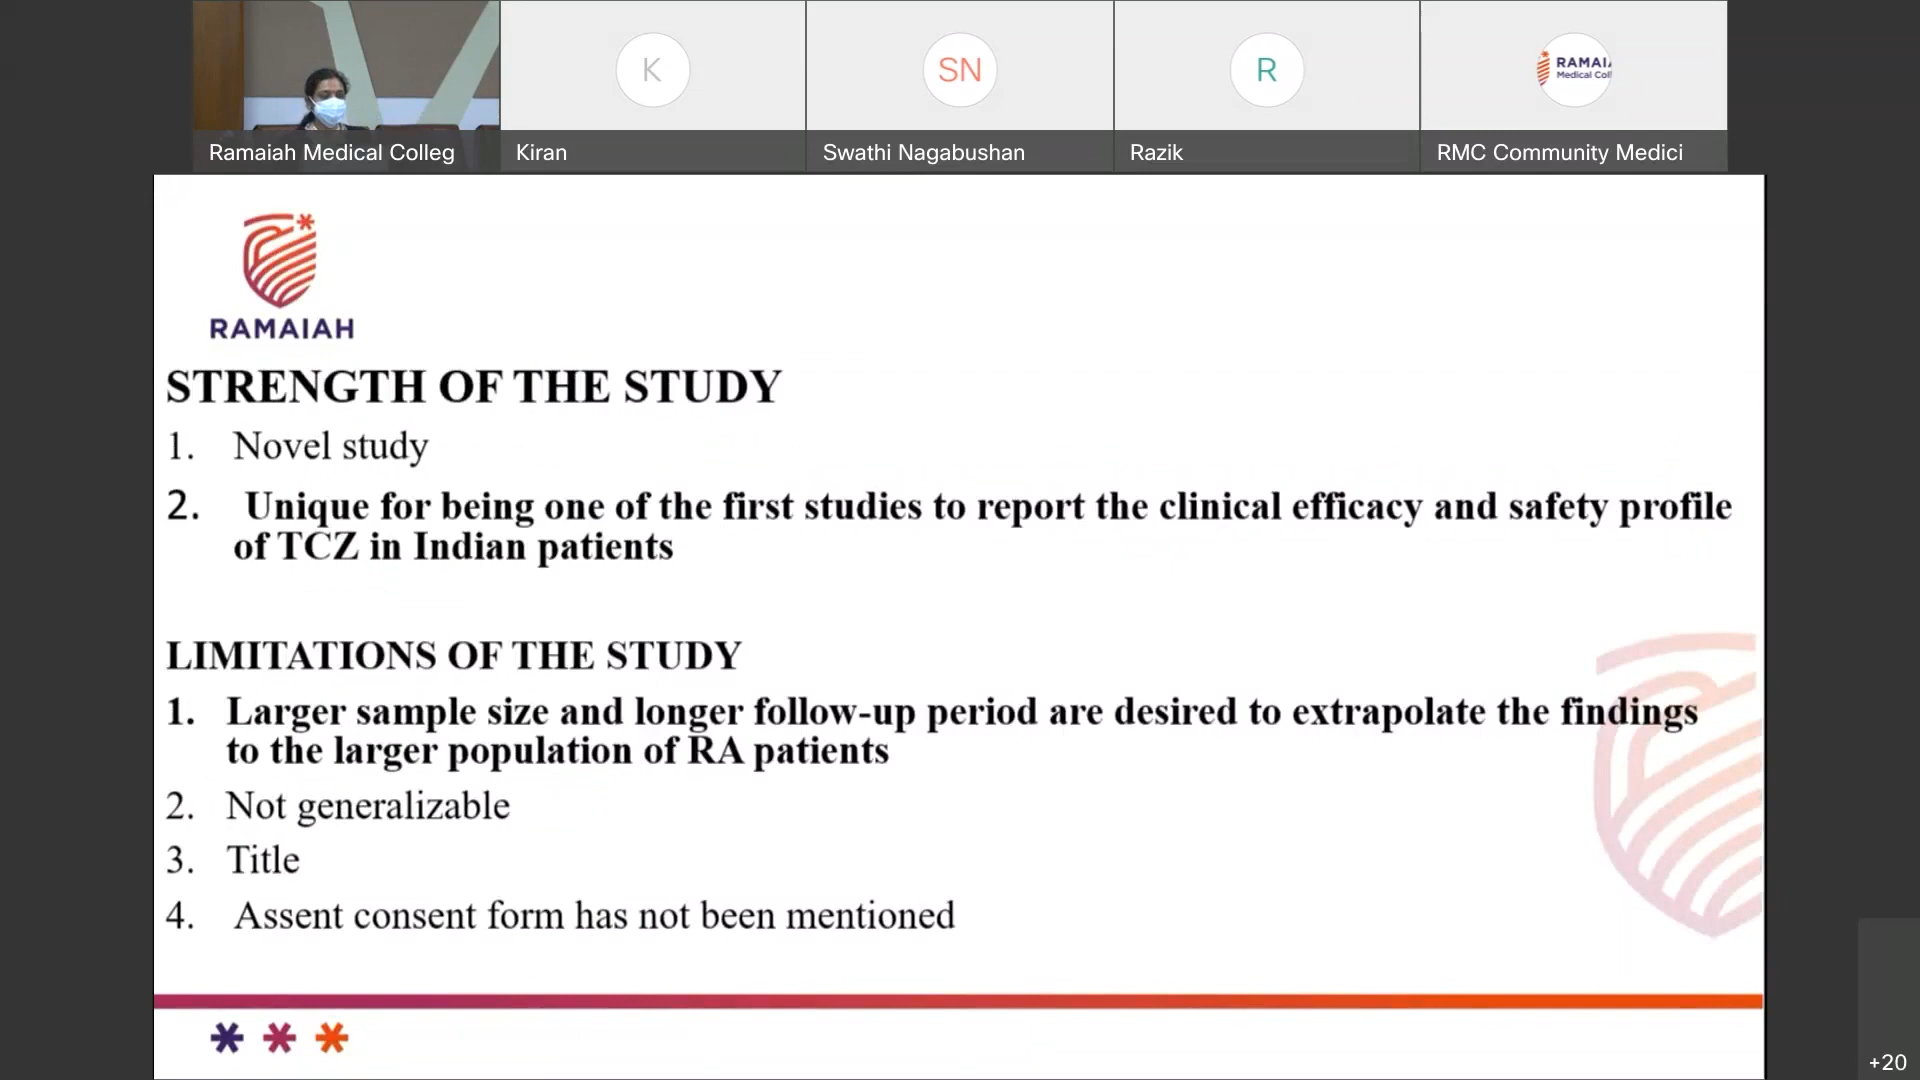 K
SN
R
RAMAI
Medical Col
Ramaiah Medical Colleg
Kiran
Swathi Nagabushan
Razik
RMC Community Medici
RAMAIAH
STRENGTH OF THE STUDY
1. Novel study
2. Unique for being one of the first studies to report the clinical efficacy and safety profile
of TCZ in Indian patients
LIMITATIONS OF THE STUDY
1. Larger sample size and longer follow-up period are desired to extrapolate the findings
to the larger population of RA patients
2. Not generalizable
3. Title
4. Assent consent form has not been mentioned
+20